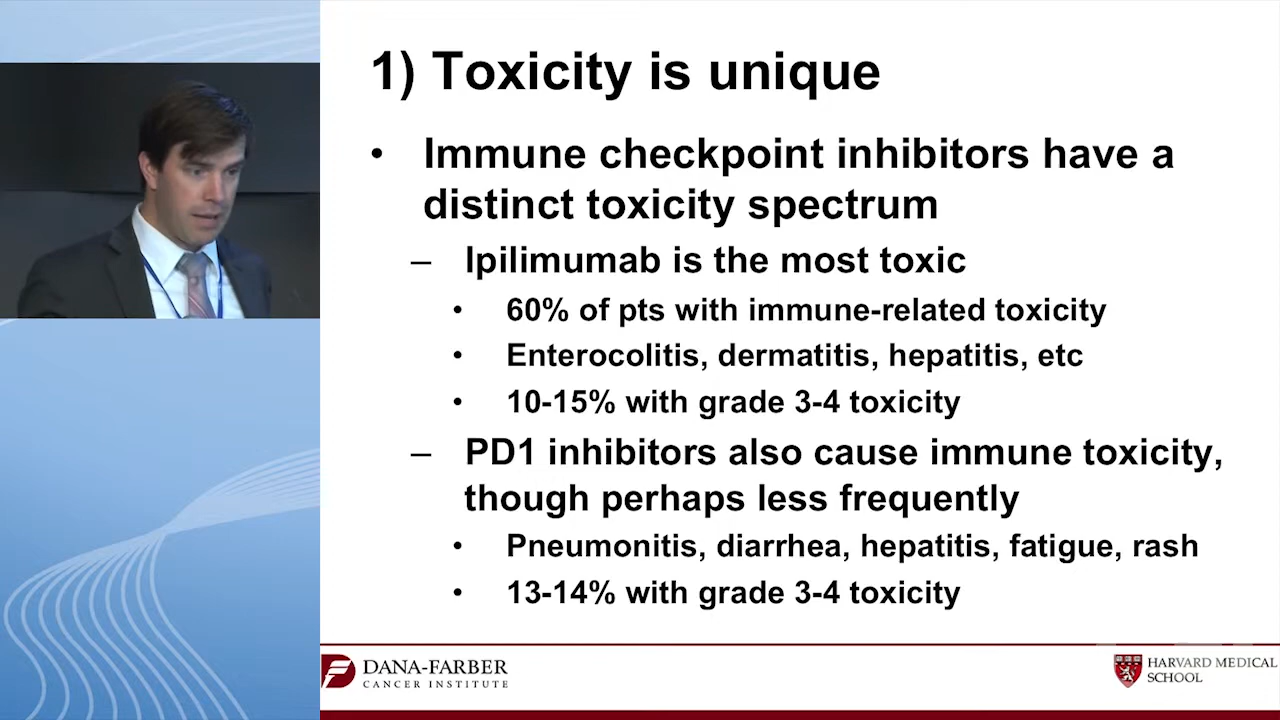 1) Toxicity is unique
• Immune checkpoint inhibitors have a
distinct toxicity spectrum
– Ipilimumab is the most toxic
• 60% of pts with immune-related toxicity
• Enterocolitis, dermatitis, hepatitis, etc
• 10-15% with grade 3-4 toxicity
– PD1 inhibitors also cause immune toxicity,
though perhaps less frequently
• Pneumonitis, diarrhea, hepatitis, fatigue, rash
• 13-14% with grade 3-4 toxicity
DANA-FARBER
CANCER INSTITUTE
HARVARD MEDICAL
SCHOOL